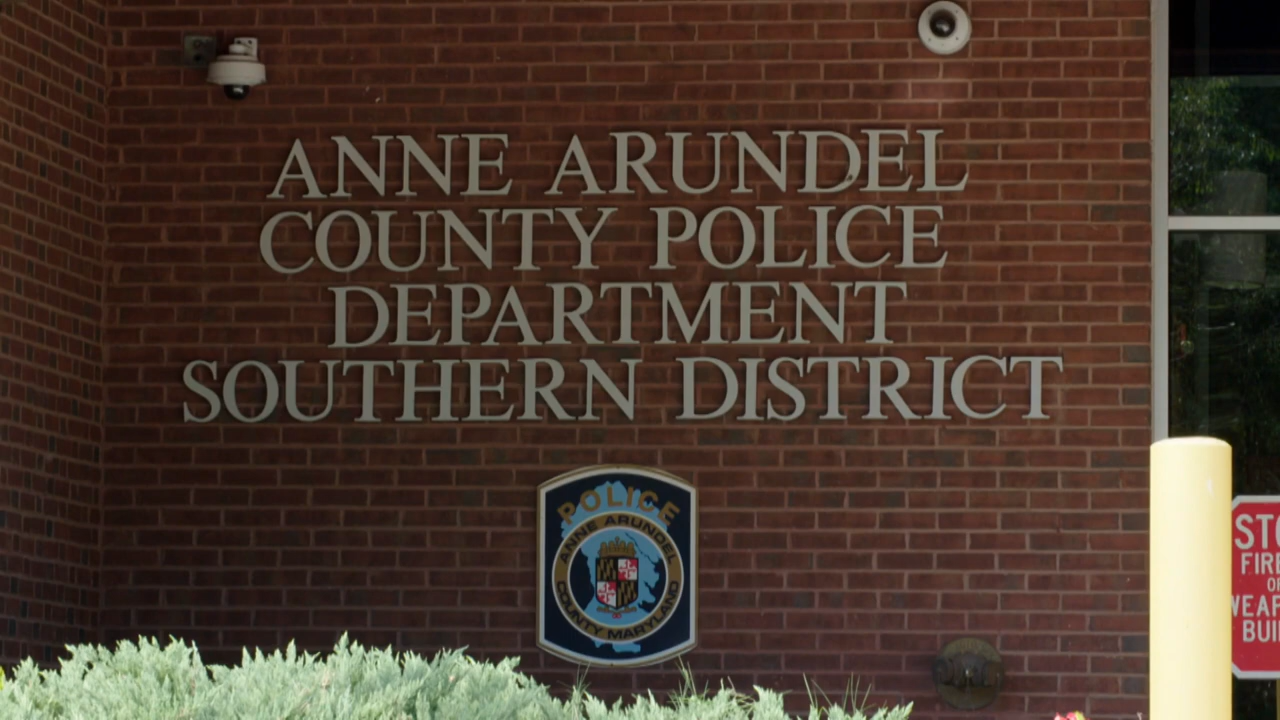 ANNE ARUNDEL
COUNTY POLICE
DEPARTMENT
SOUTHERN DISTRICT
POLICE
ANNE ARUNDEL
COUNTY MARYLAND